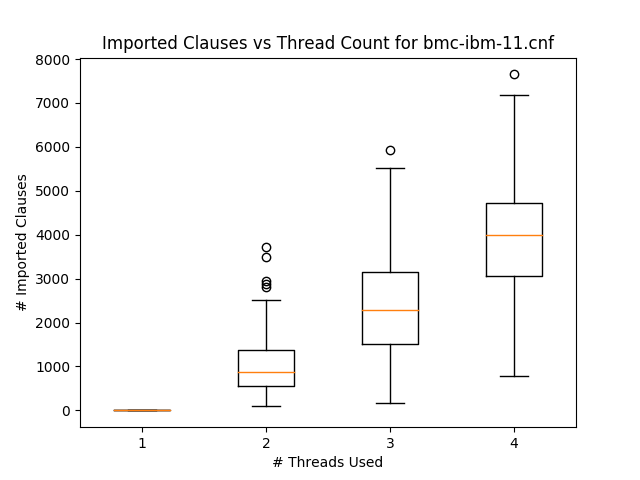 Imported Clauses vs Thread Count for bmc-ibm-11.cnf
# Imported Clauses
8000
7000
6000
5000
4000
3000
2000
1000
0
1 2 3 4
# Threads Used